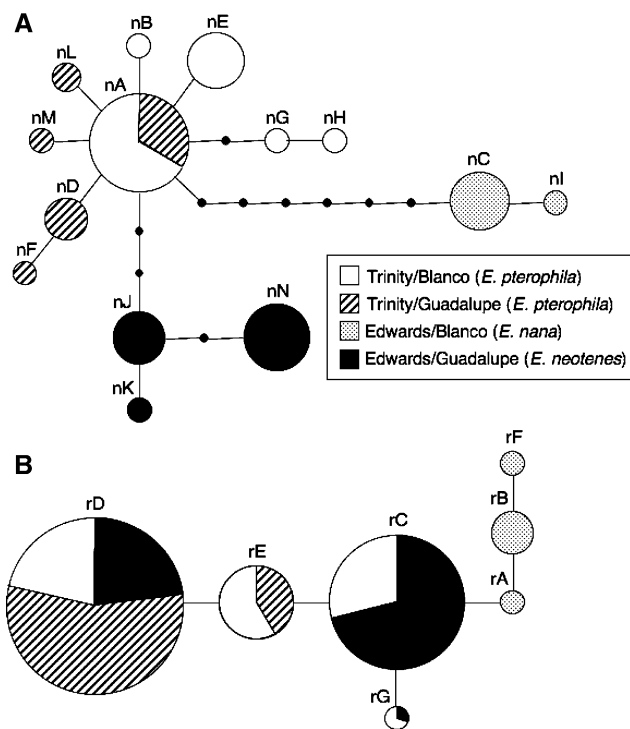 A
nB
nE
nL
nA
nM
nG
nH
nC
nI
nD
nF
Trinity/Blanco (E. pterophila)
Trinity/Guadalupe (E. pterophila)
Edwards/Blanco (E. nana)
Edwards/Guadalupe (E. neotenes)
nJ
nN
nK
B
rF
rD
rB
rC
rE
rA
rG